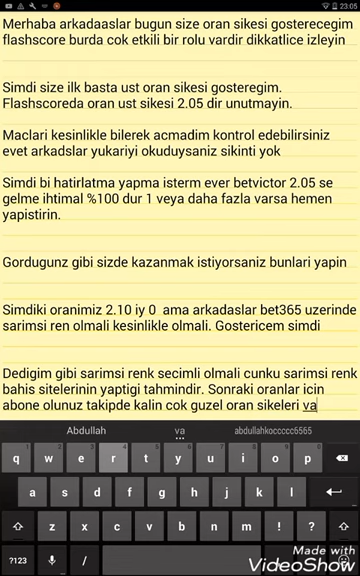 23:05
Merhaba arkadaaslar bugun size oran sikesi gosterecegim
flashscore burda cok etkili bir rolu vardir dikkatlice izleyin
Simdi size ilk basta ust oran sikesi gosteregim.
Flashscoreda oran ust sikesi 2.05 dir unutmayin.
Maclari kesinlikle bilerek acmadim kontrol edebilirsiniz
evet arkadslar yukariyi okuduysaniz sikinti yok
Simdi bi hatirlatma yapma isterm ever betvictor 2.05 se
gelme ihtimal %100 dur 1 veya daha fazla varsa hemen
yapistirin.
Gordugunz gibi sizde kazanmak istiyorsaniz bunlari yapin
Simdiki oranimiz 2.10 iy 0 ama arkadaslar bet365 uzerinde
sarimsi ren olmali kesinlikle olmali. Gostericem simdi
Dedigim gibi sarimsi renk secimli olmali cunku sarimsi renk
bahis sitelerinin yaptigi tahmindir. Sonraki oranlar icin
abone olunuz takipde kalin cok guzel oran sikeleri va
Abdullah va abdullahkoccccc6565
q w e r t y u i o p
a s d f g h j k l
z x c v b n m ! ?
?123 /
Made with
VideoShow